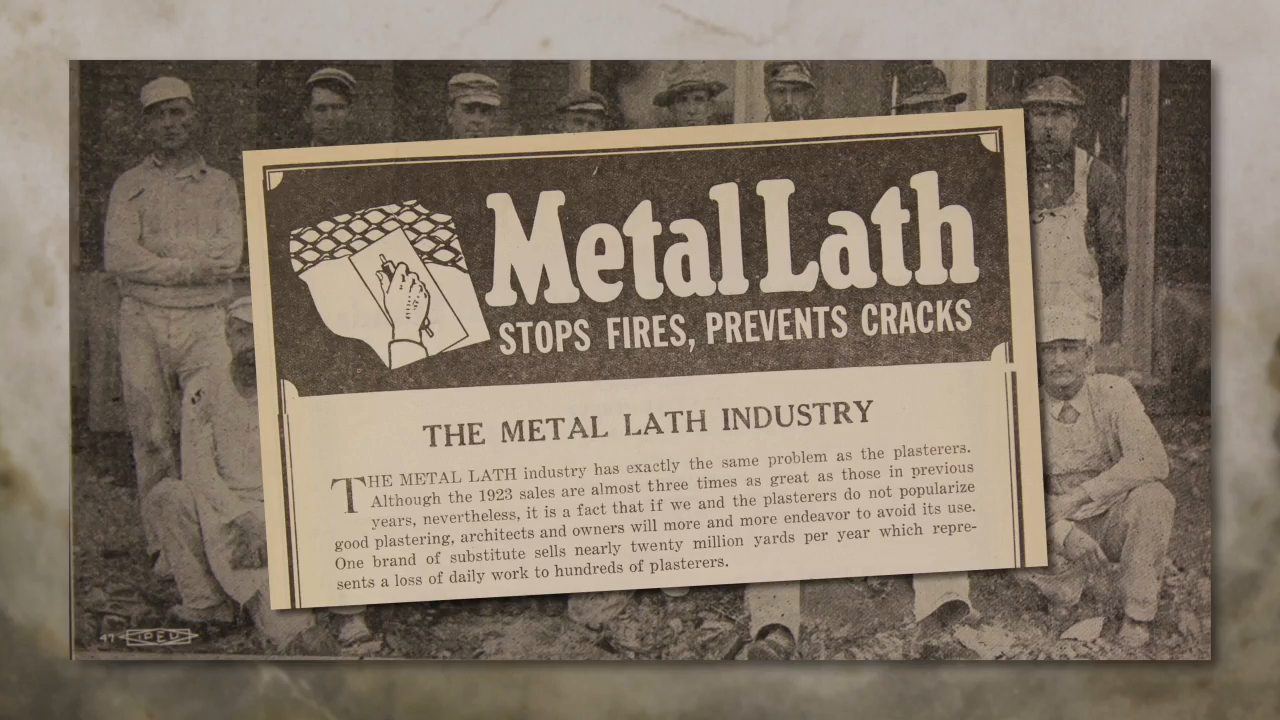 Metal Lath
STOPS FIRES, PREVENTS CRACKS
THE METAL LATH INDUSTRY
THE METAL LATH industry has exactly the same problem as the plasterers.
Although the 1923 sales are almost three times as great as those in previous
years, nevertheless, it is a fact that if we and the plasterers do not popularize
good plastering, architects and owners will more and more endeavor to avoid its use.
One brand of substitute sells nearly twenty million yards per year which repre-
sents a loss of daily work to hundreds of plasterers.
47